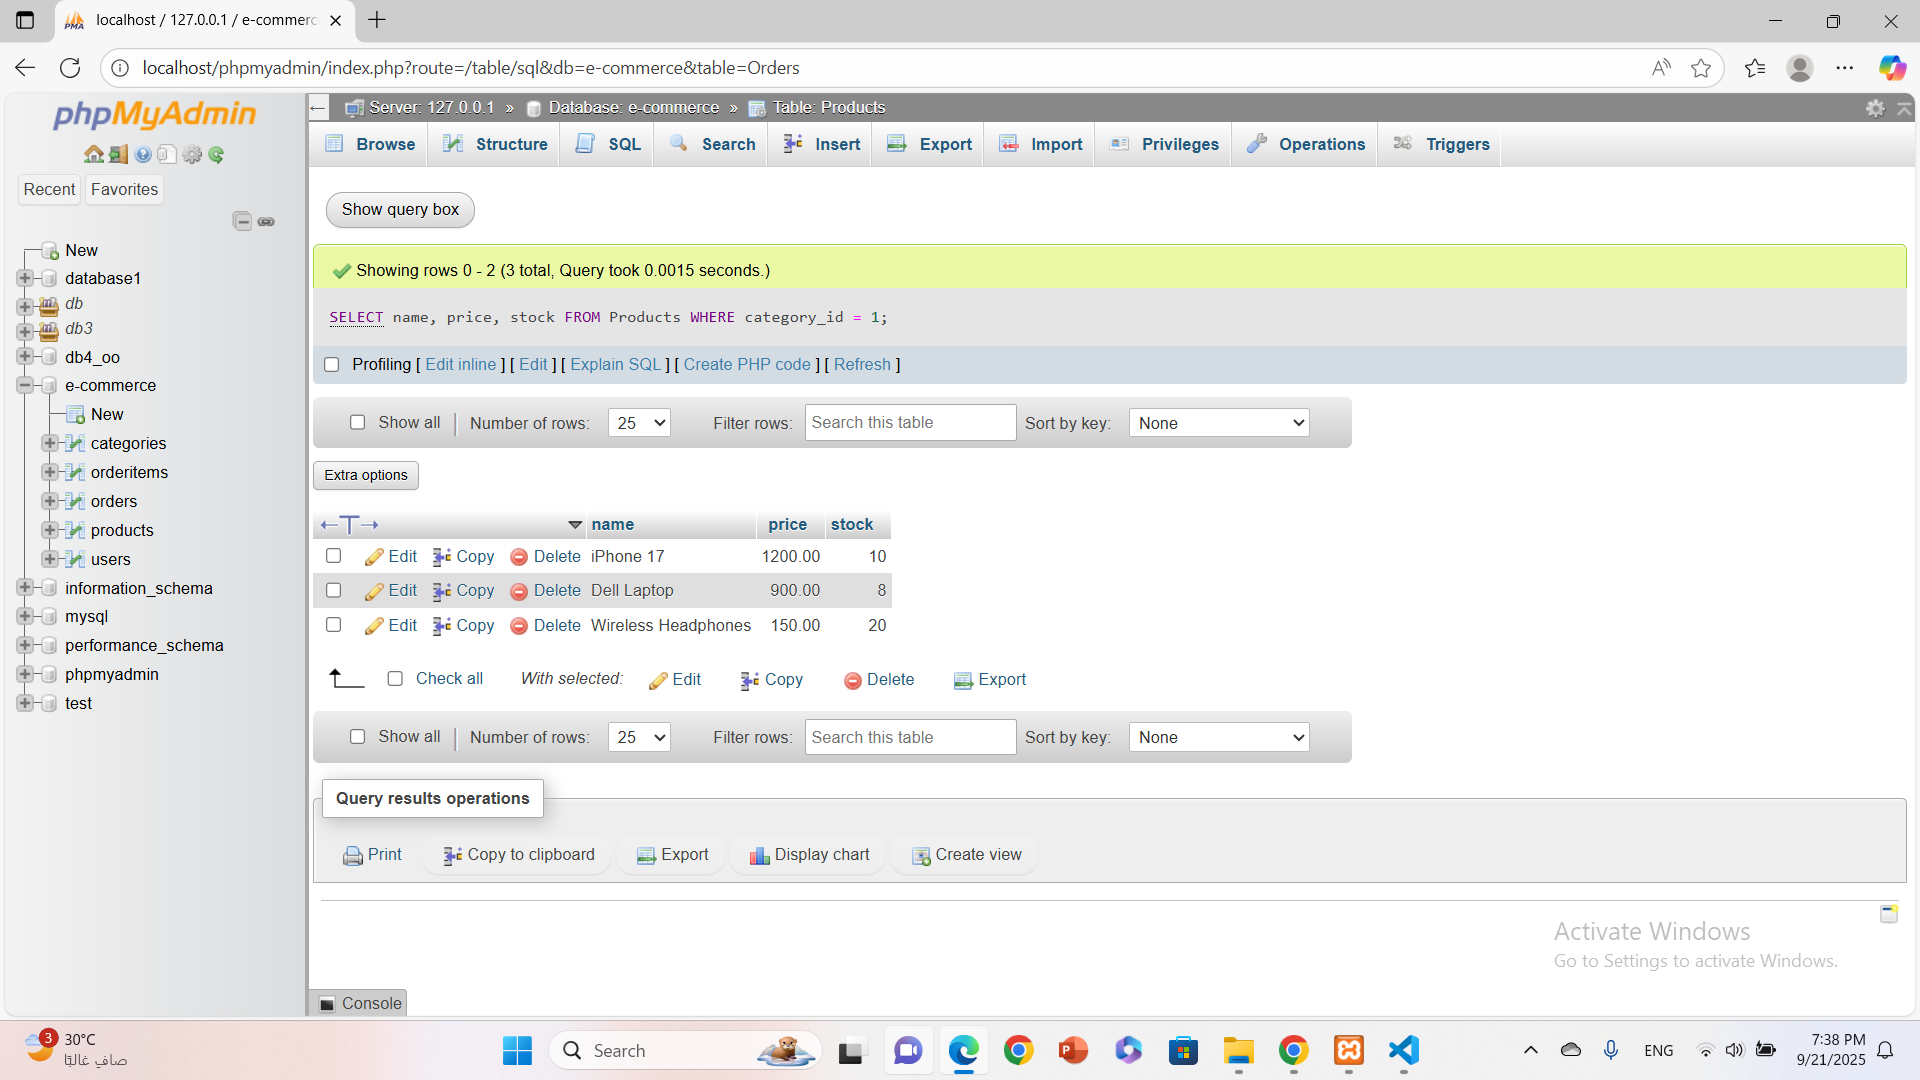 localhost / 127.0.0.1 / e-commerc
localhost/phpmyadmin/index.php?route=/table/sql&db=e-commerce&table=Orders
phpMyAdmin
Recent Favorites
New
database1
db
db3
db4_oo
e-commerce
New
categories
orderitems
orders
products
users
information_schema
mysql
performance_schema
phpmyadmin
test
Server: 127.0.0.1 » Database: e-commerce » Table: Products
Browse Structure SQL Search Insert Export Import Privileges Operations Triggers
Show query box
Showing rows 0 - 2 (3 total, Query took 0.0015 seconds.)
SELECT name, price, stock FROM Products WHERE category_id = 1;
Profiling [ Edit inline ] [ Edit ] [ Explain SQL ] [ Create PHP code ] [ Refresh ]
Show all Number of rows: 25 Filter rows: Search this table Sort by key: None
Extra options
name price stock
Edit Copy Delete iPhone 17 1200.00 10
Edit Copy Delete Dell Laptop 900.00 8
Edit Copy Delete Wireless Headphones 150.00 20
Check all With selected: Edit Copy Delete Export
Show all Number of rows: 25 Filter rows: Search this table Sort by key: None
Query results operations
Print Copy to clipboard Export Display chart Create view
Activate Windows
Go to Settings to activate Windows.
Console
3
30°C
صافٍ غالبًا
Search
ENG
7:38 PM
9/21/2025